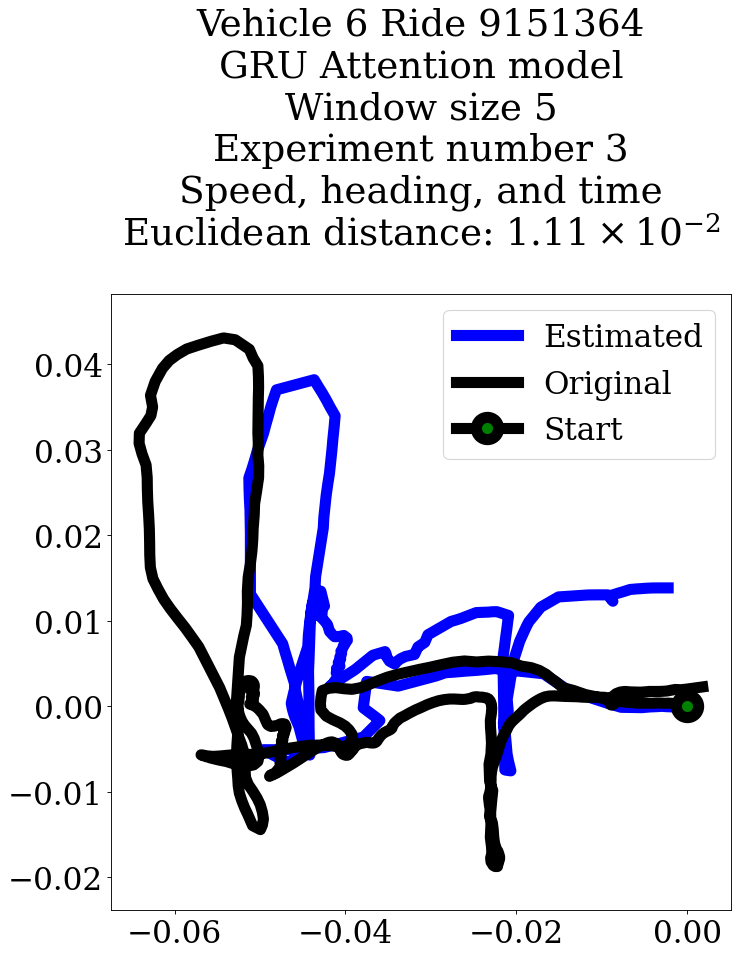 Vehicle 6 Ride 9151364
GRU Attention model
Window size 5
Experiment number 3
Speed, heading, and time
Euclidean distance: 1.11 × 10⁻²
Estimated
Original
Start
0.04
0.03
0.02
0.01
0.00
−0.01
−0.02
−0.06 −0.04 −0.02 0.00